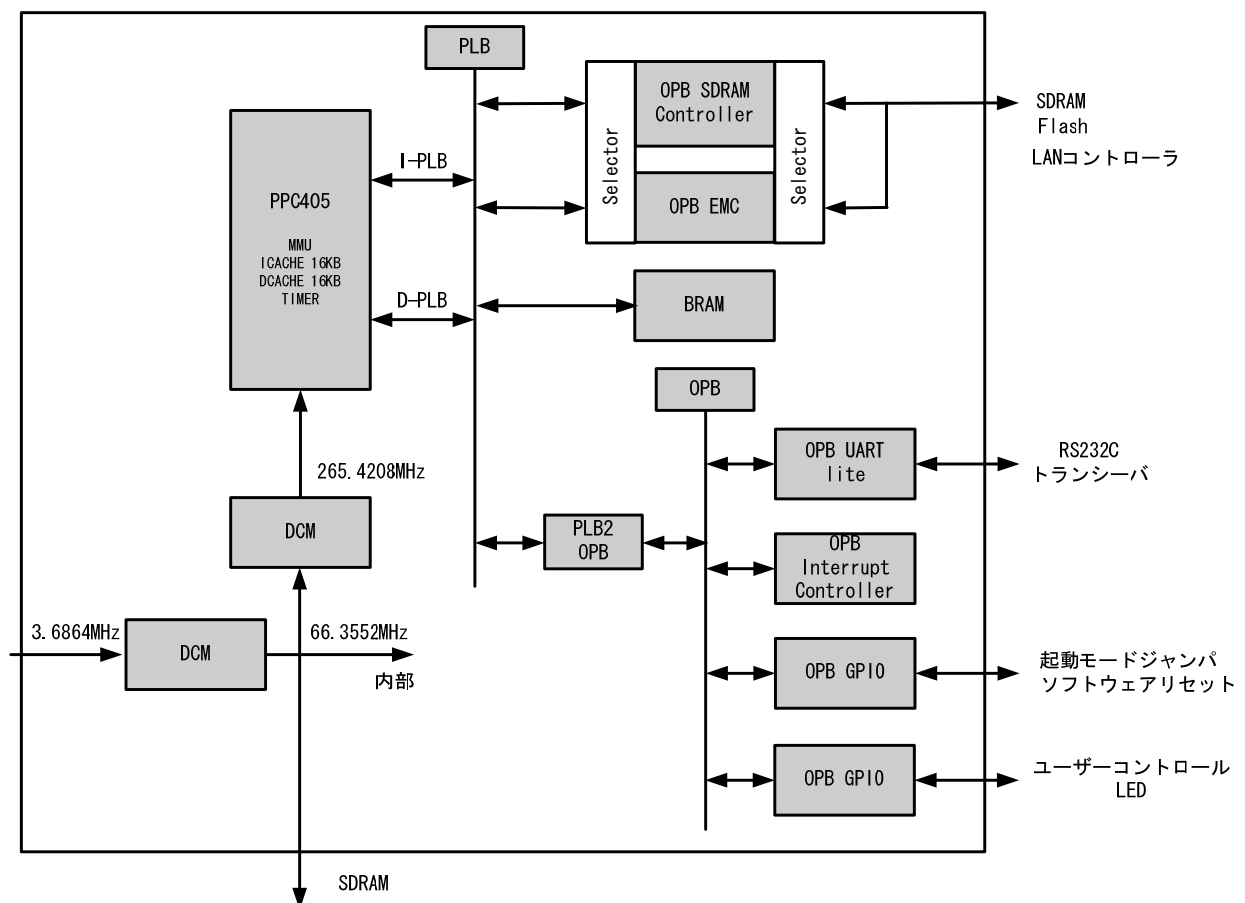 PLB
OPB SDRAM
Controller
Selector
Selector
SDRAM
Flash
LANコントローラ
I-PLB
PPC405
MMU
ICACHE 16KB
DCACHE 16KB
TIMER
OPB EMC
D-PLB
BRAM
OPB
OPB UART
lite
RS232C
トランシーバ
265.4208MHz
DCM
PLB2
OPB
OPB
Interrupt
Controller
3.6864MHz
DCM
66.3552MHz
内部
OPB GPIO
起動モードジャンパ
ソフトウェアリセット
OPB GPIO
ユーザーコントロール
LED
SDRAM